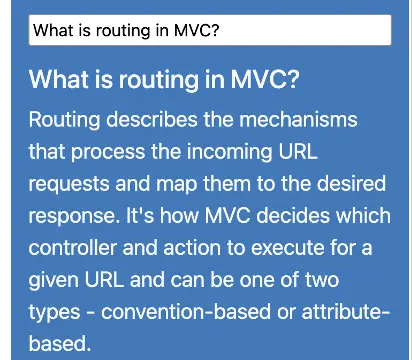 What is routing in MVC?
What is routing in MVC?
Routing describes the mechanisms
that process the incoming URL
requests and map them to the desired
response. It's how MVC decides which
controller and action to execute for a
given URL and can be one of two
types - convention-based or attribute-
based.